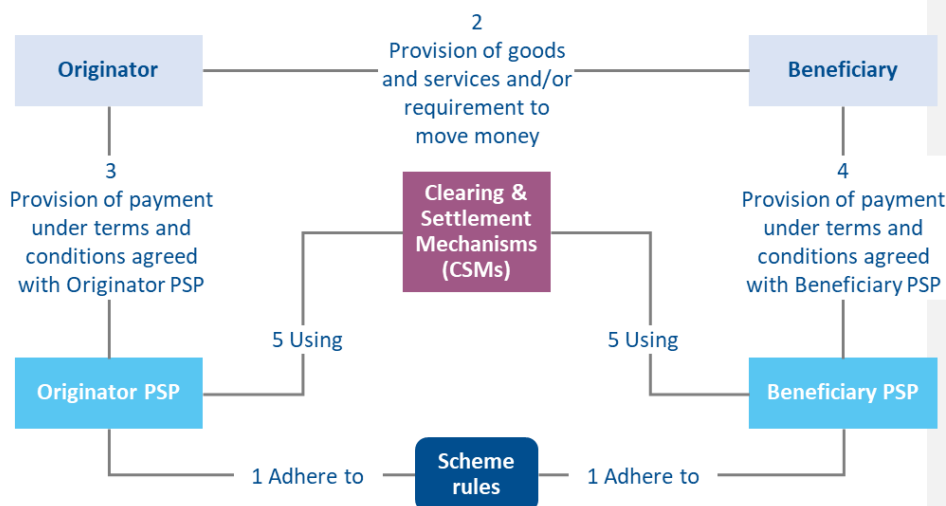 2
Provision of goods
and services and/or
requirement to
move money
Originator
Beneficiary
3
Provision of payment
under terms and
conditions agreed
with Originator PSP
Clearing &
Settlement
Mechanisms
(CSMs)
4
Provision of payment
under terms and
conditions agreed
with Beneficiary PSP
5 Using
5 Using
Originator PSP
Beneficiary PSP
1 Adhere to
Scheme
rules
1 Adhere to